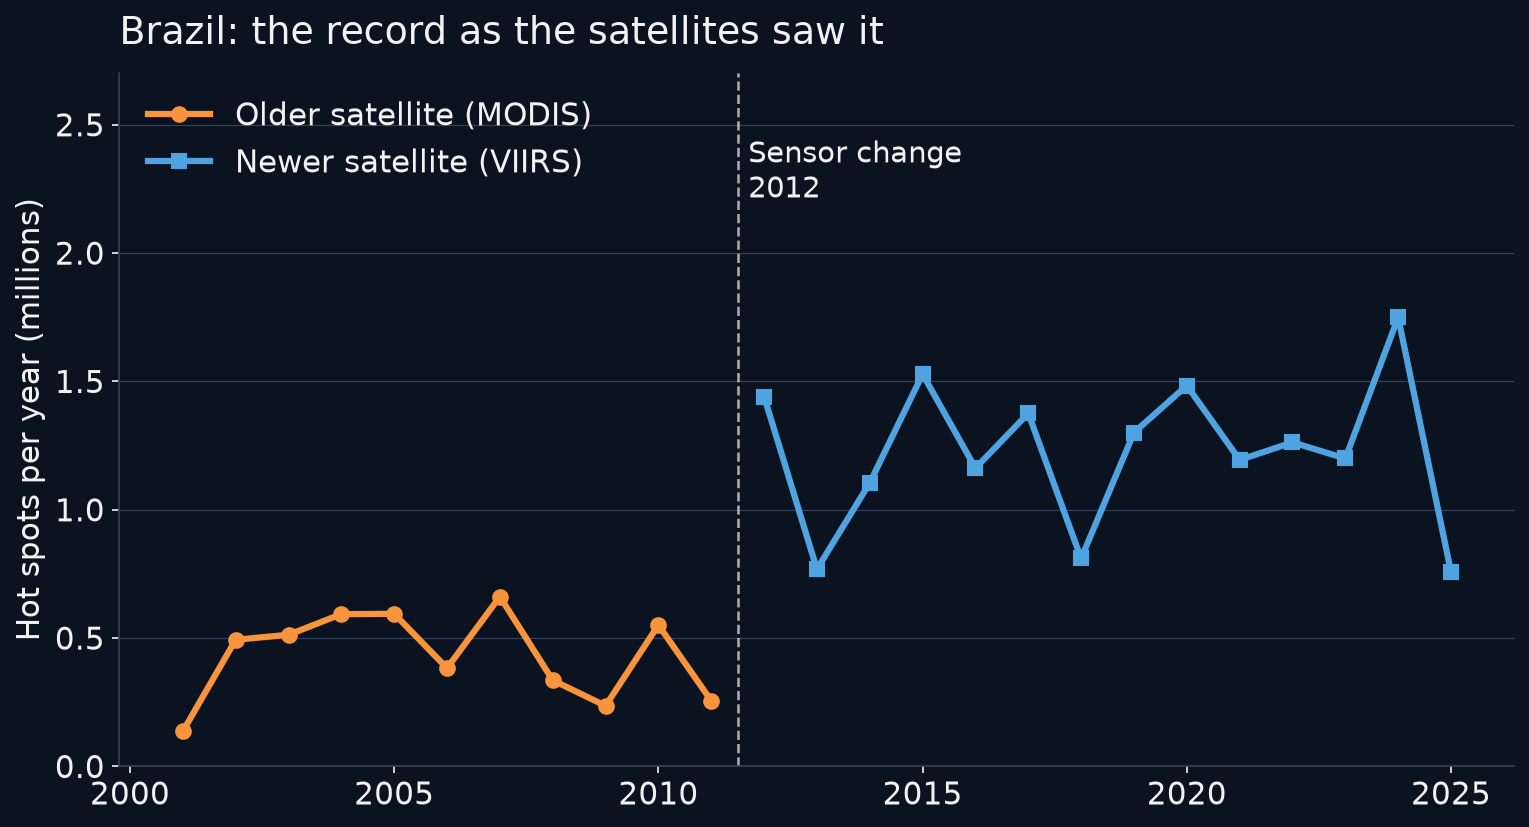 Brazil: the record as the satellites saw it
Older satellite (MODIS)
Newer satellite (VIIRS)
Sensor change
2012
Hot spots per year (millions)
2.5
2.0
1.5
1.0
0.5
0.0
2000 2005 2010 2015 2020 2025